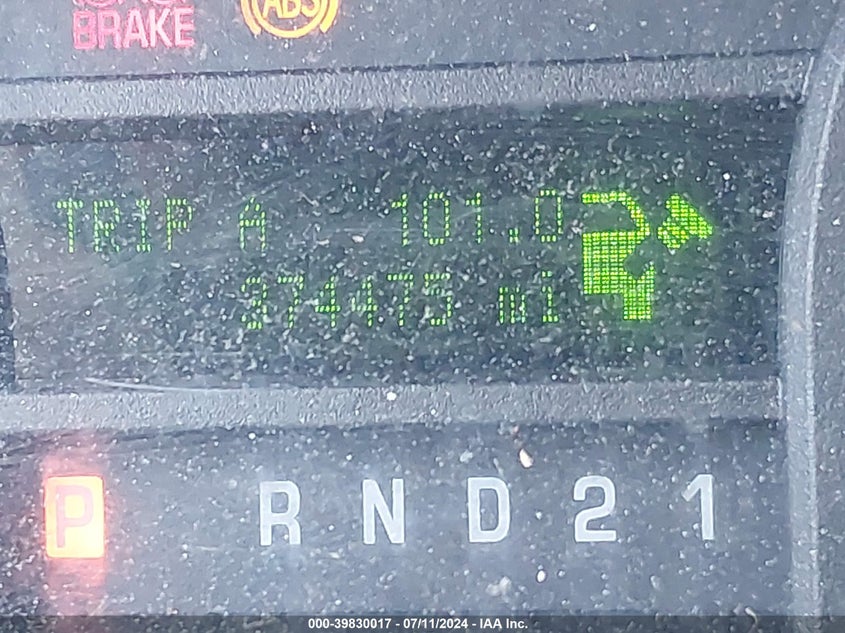 BRAKE
ABS
TRIP A 101.0
374475 mi
P R N D 2 1
000-39830017 - 07/11/2024 - IAA Inc.